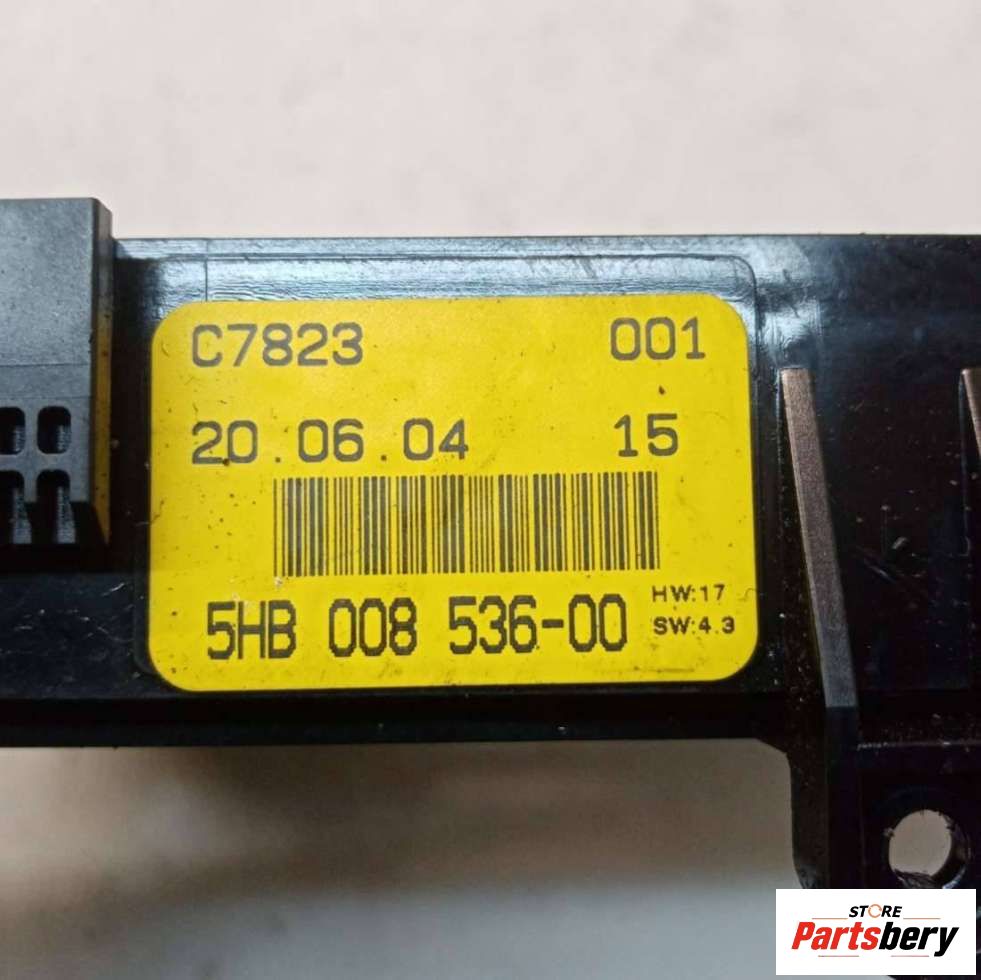 C7823 001
20.06.04 15
5HB 008 536-00
HW:17
SW:4.3
STORE
Partsbery